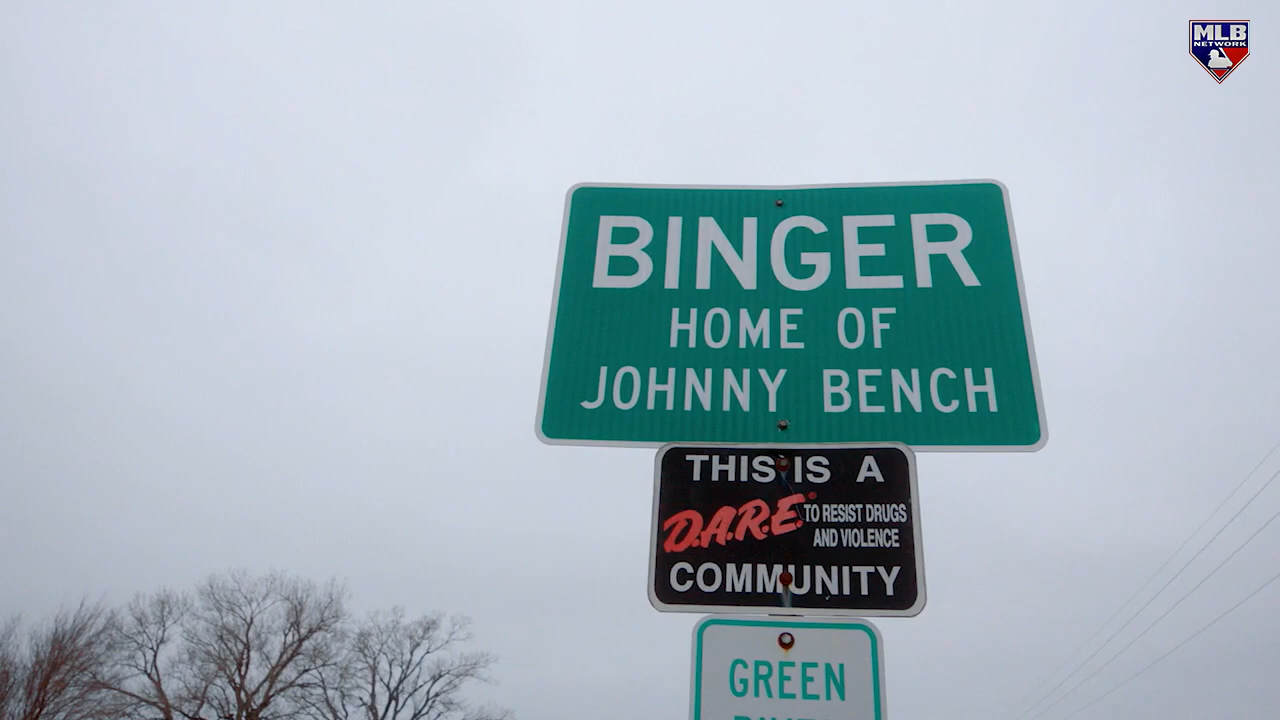 MLB
NETWORK
BINGER
HOME OF
JOHNNY BENCH
THIS IS A
D.A.R.E.® TO RESIST DRUGS
AND VIOLENCE
COMMUNITY
GREEN